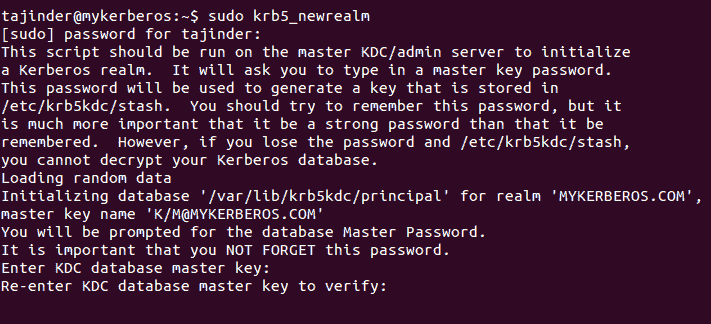 tajinder@mykerberos:~$ sudo krb5_newrealm
[sudo] password for tajinder:
This script should be run on the master KDC/admin server to initialize
a Kerberos realm.  It will ask you to type in a master key password.
This password will be used to generate a key that is stored in
/etc/krb5kdc/stash.  You should try to remember this password, but it
is much more important that it be a strong password than that it be
remembered.  However, if you lose the password and /etc/krb5kdc/stash,
you cannot decrypt your Kerberos database.
Loading random data
Initializing database '/var/lib/krb5kdc/principal' for realm 'MYKERBEROS.COM',
master key name 'K/M@MYKERBEROS.COM'
You will be prompted for the database Master Password.
It is important that you NOT FORGET this password.
Enter KDC database master key:
Re-enter KDC database master key to verify: